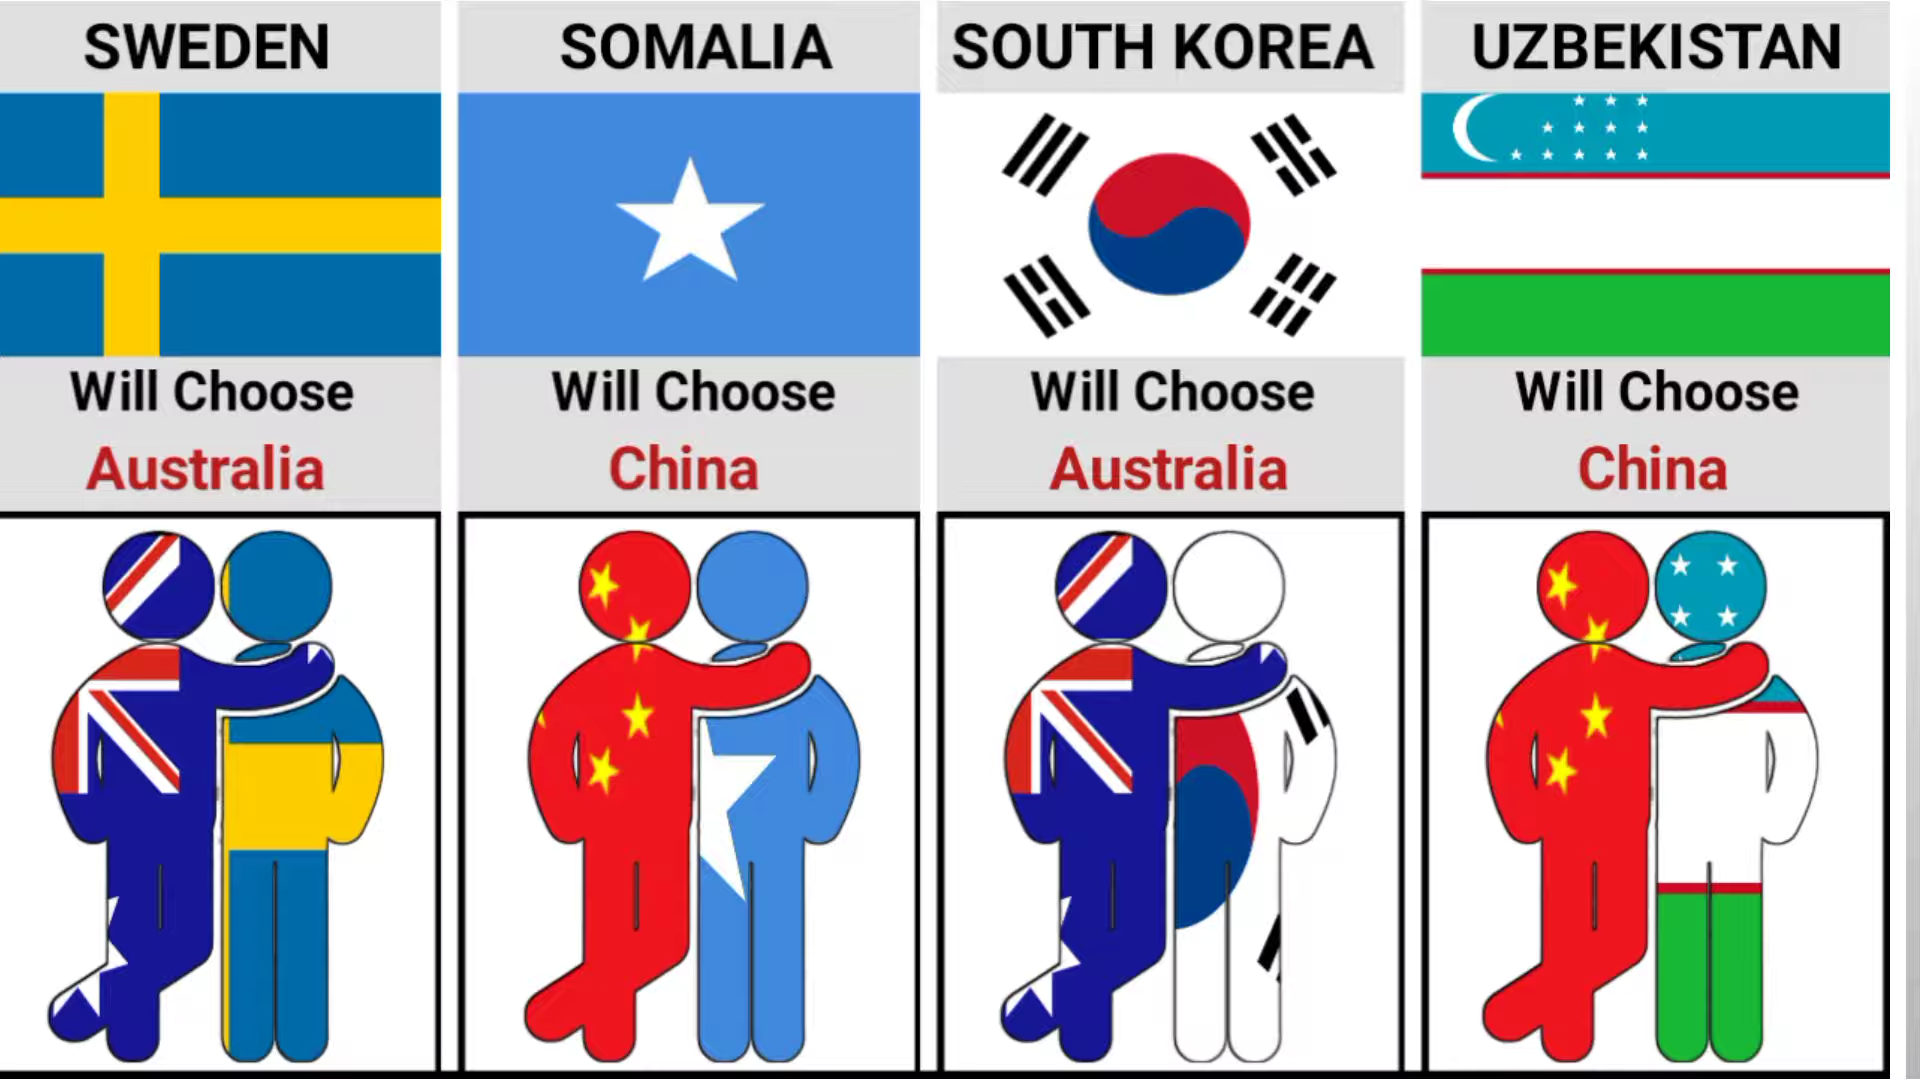 SWEDEN
Will Choose
Australia
SOMALIA
Will Choose
China
SOUTH KOREA
Will Choose
Australia
UZBEKISTAN
Will Choose
China